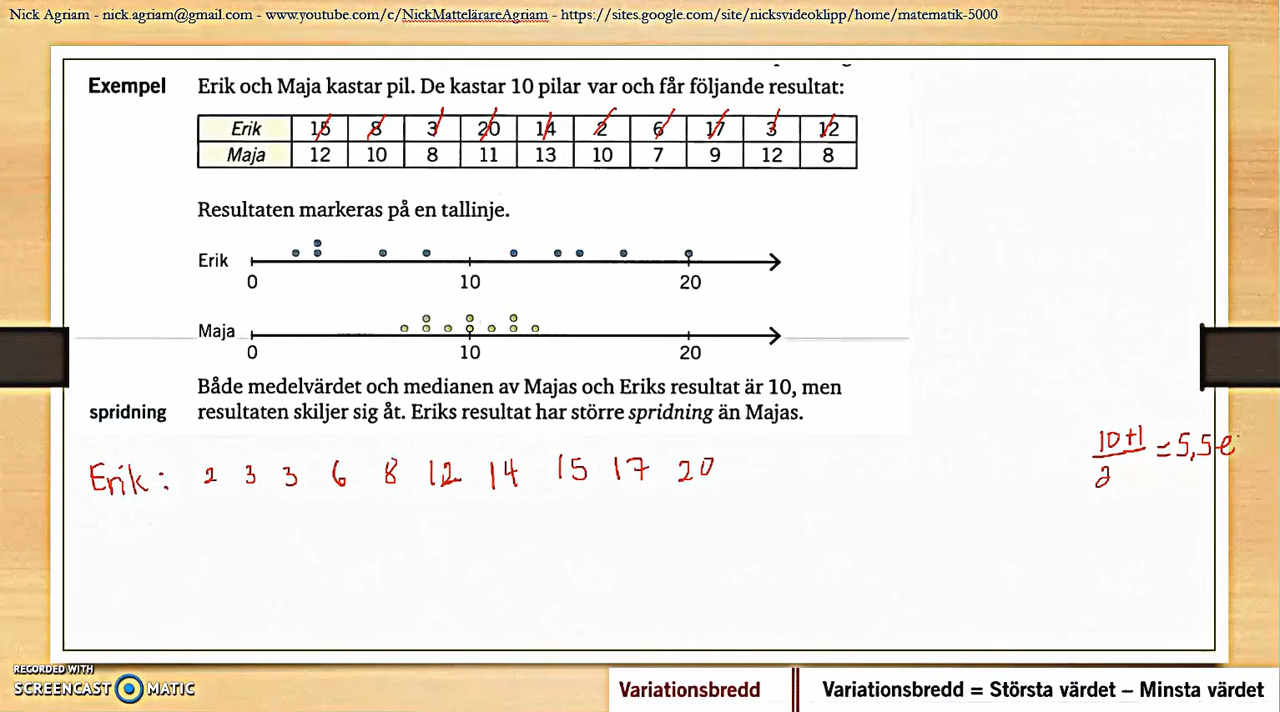 Nick Agriam - nick.agriam@gmail.com - www.youtube.com/c/NickMattelärareAgriam - https://sites.google.com/site/nicksvideoklipp/home/matematik-5000
Exempel Erik och Maja kastar pil. De kastar 10 pilar var och får följande resultat:
Erik 15 8 3 20 14 2 6 17 3 12
Maja 12 10 8 11 13 10 7 9 12 8
Resultaten markeras på en tallinje.
Erik
0 10 20
Maja
0 10 20
Både medelvärdet och medianen av Majas och Eriks resultat är 10, men
spridning resultaten skiljer sig åt. Eriks resultat har större spridning än Majas.
Erik: 2 3 3 6 8 12 14 15 17 20
10+1
= 5,5 e
2
RECORDED WITH
SCREENCAST MATIC
Variationsbredd Variationsbredd = Största värdet – Minsta värdet